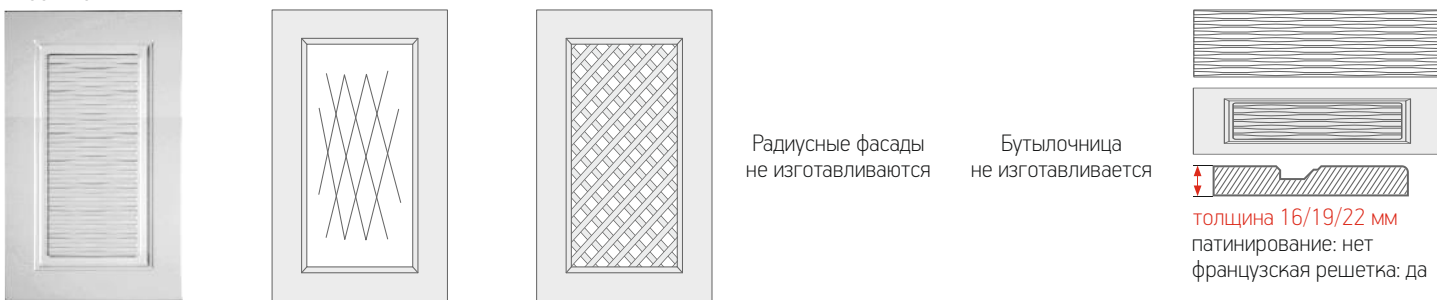 Радиусные фасады
не изготавливаются
Бутылочница
не изготавливается
толщина 16/19/22 мм
патинирование: нет
французская решетка: да